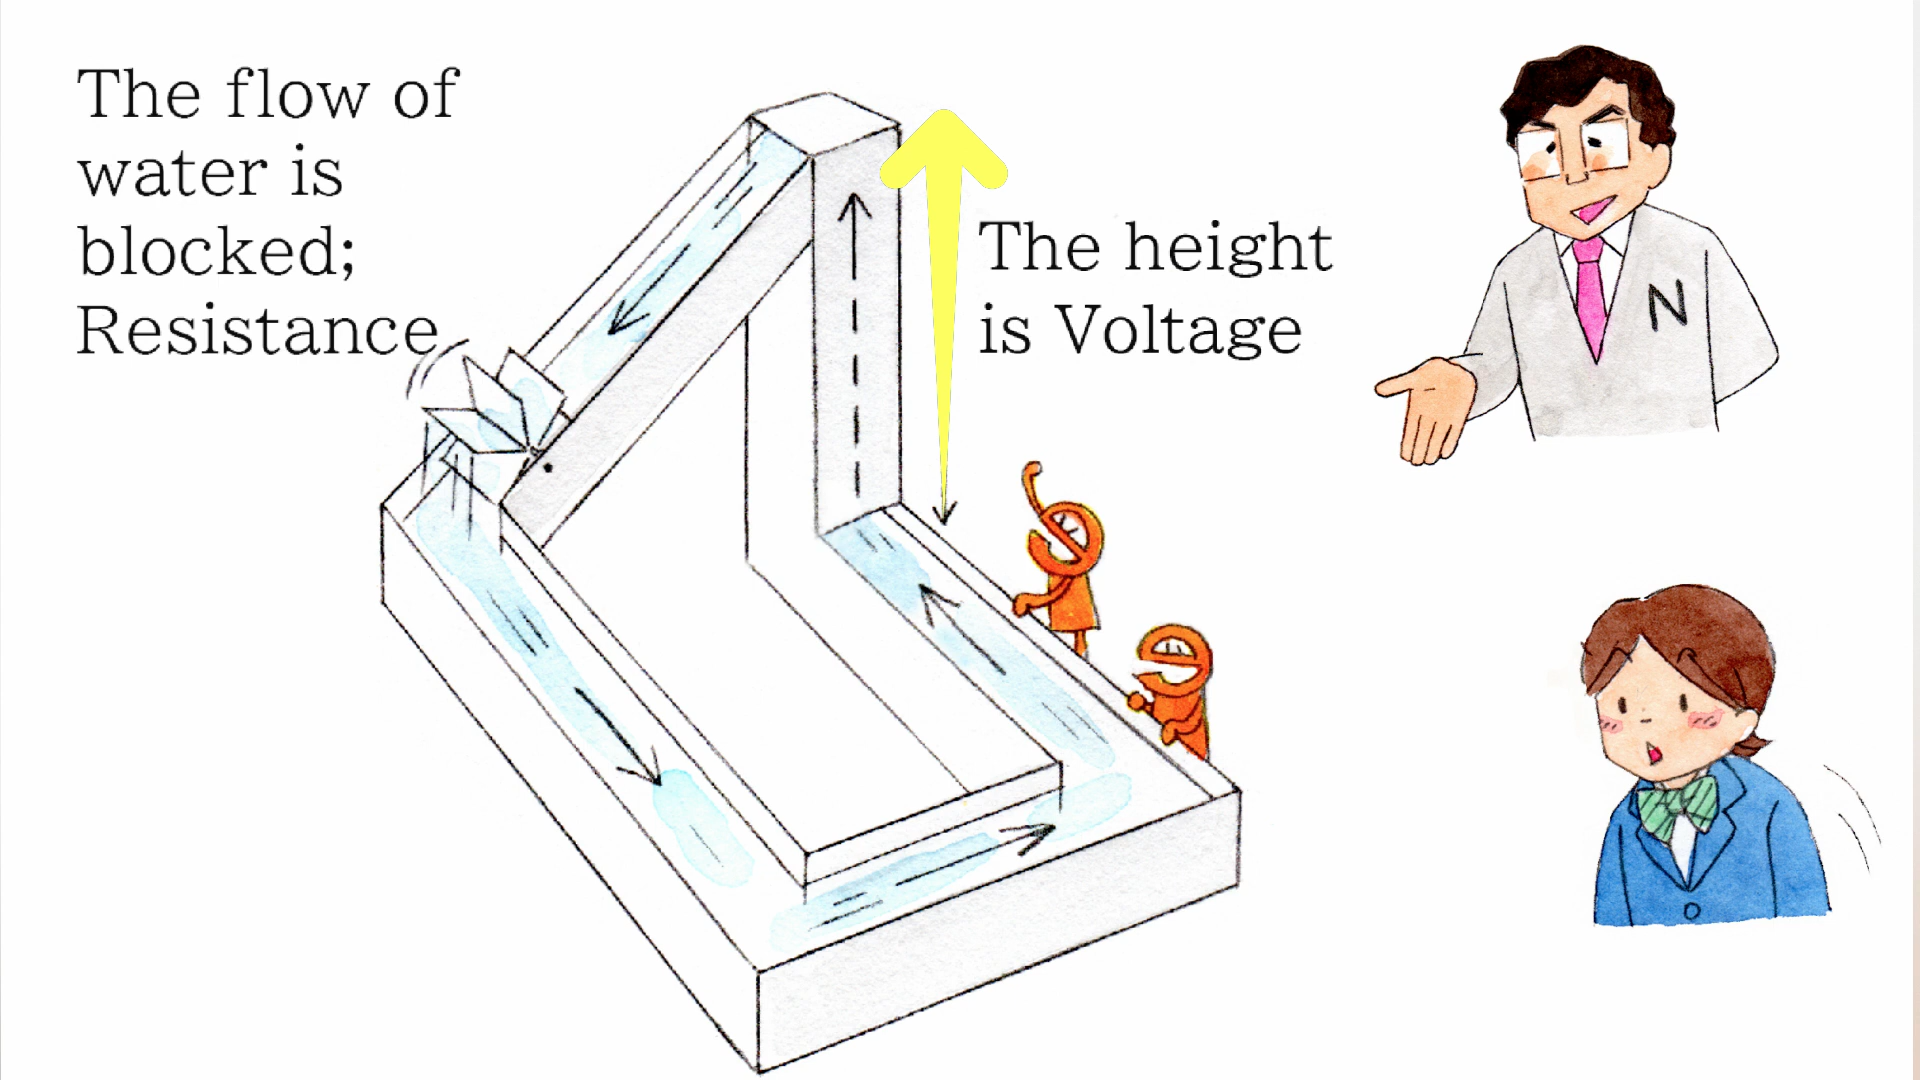 The flow of
water is
blocked;
Resistance
The height
is Voltage
N